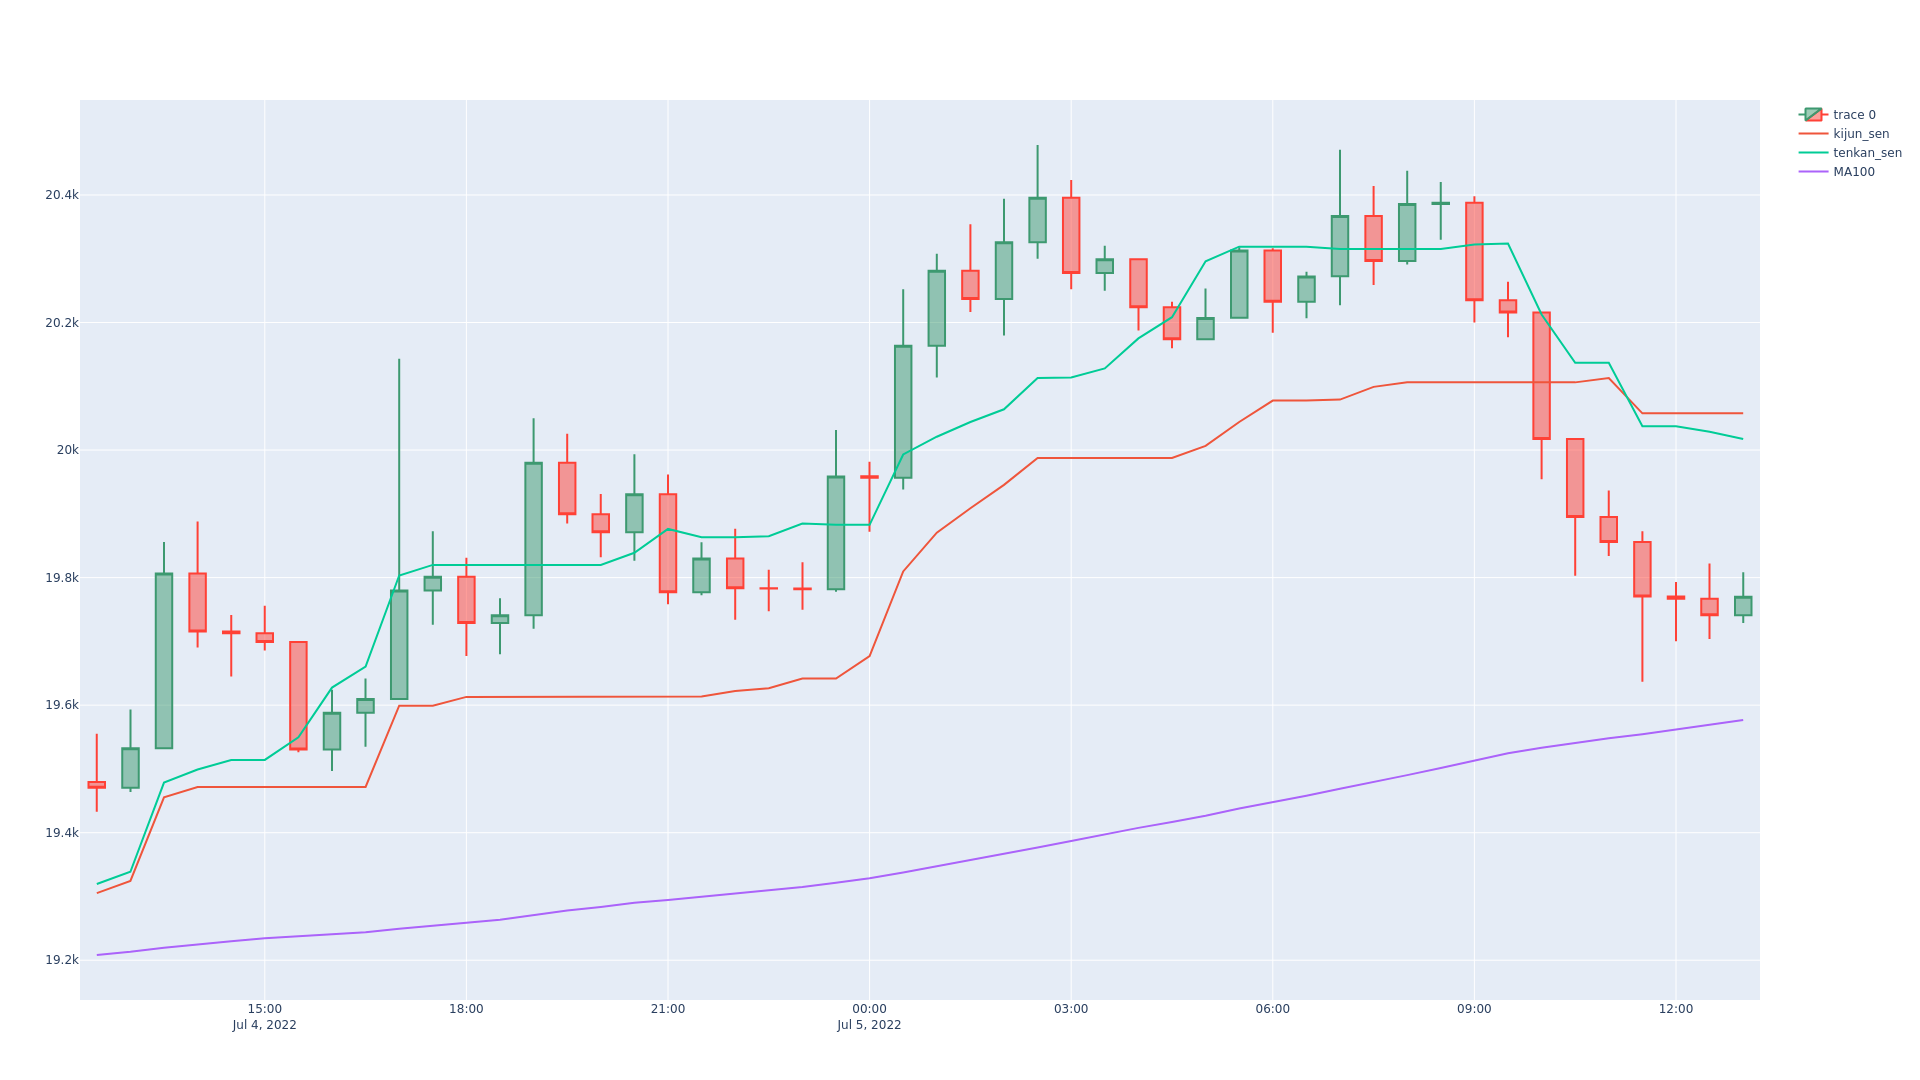 trace 0
kijun_sen
tenkan_sen
MA100
20.4k
20.2k
20k
19.8k
19.6k
19.4k
19.2k
15:00 18:00 21:00 00:00 03:00 06:00 09:00 12:00
Jul 4, 2022 Jul 5, 2022